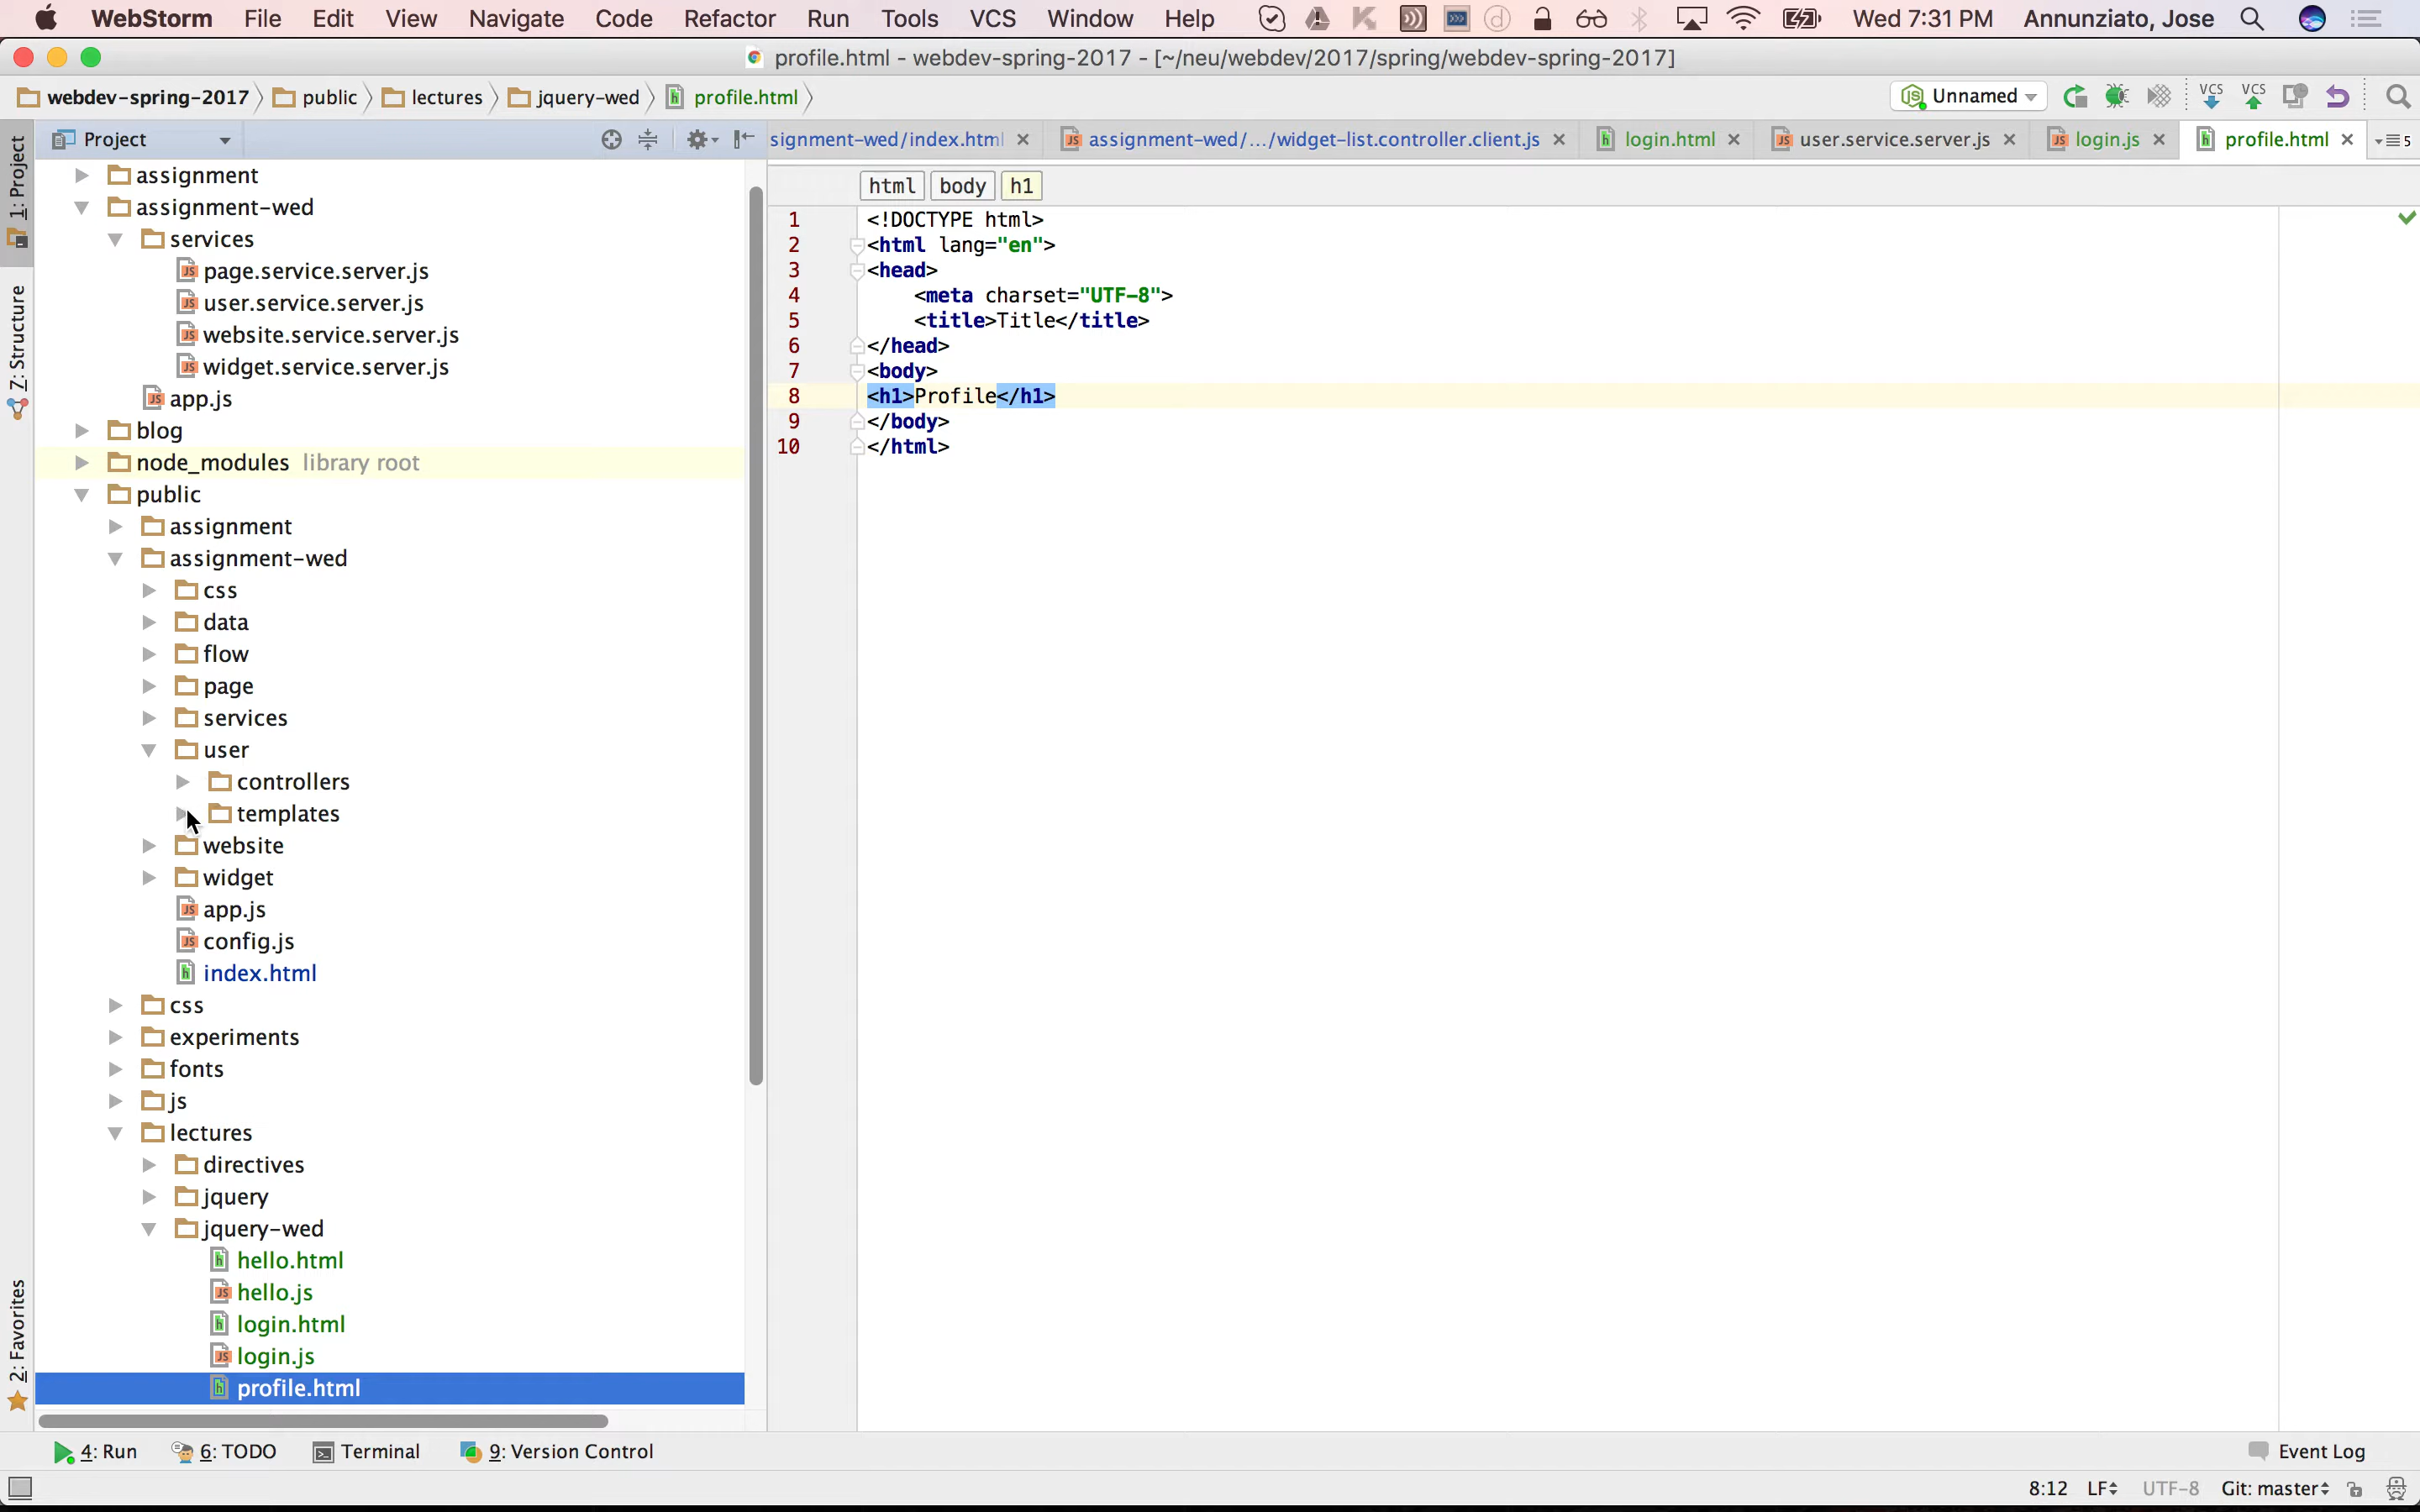 WebStorm File Edit View Navigate Code Refactor Run Tools VCS Window Help Wed 7:31 PM Annunziato, Jose
profile.html - webdev-spring-2017 - [~/neu/webdev/2017/spring/webdev-spring-2017]
webdev-spring-2017 public lectures jquery-wed profile.html Unnamed VCS VCS
Project
signment-wed/index.html assignment-wed/.../widget-list.controller.client.js login.html user.service.server.js login.js profile.html 5
1: Project
7: Structure
2: Favorites
assignment
assignment-wed
services
page.service.server.js
user.service.server.js
website.service.server.js
widget.service.server.js
app.js
blog
node_modules library root
public
assignment
assignment-wed
css
data
flow
page
services
user
controllers
templates
website
widget
app.js
config.js
index.html
css
experiments
fonts
js
lectures
directives
jquery
jquery-wed
hello.html
hello.js
login.html
login.js
profile.html
html body h1
1 <!DOCTYPE html>
2 <html lang="en">
3 <head>
4 <meta charset="UTF-8">
5 <title>Title</title>
6 </head>
7 <body>
8 <h1>Profile</h1>
9 </body>
10 </html>
4: Run 6: TODO Terminal 9: Version Control Event Log
8:12 LF UTF-8 Git: master